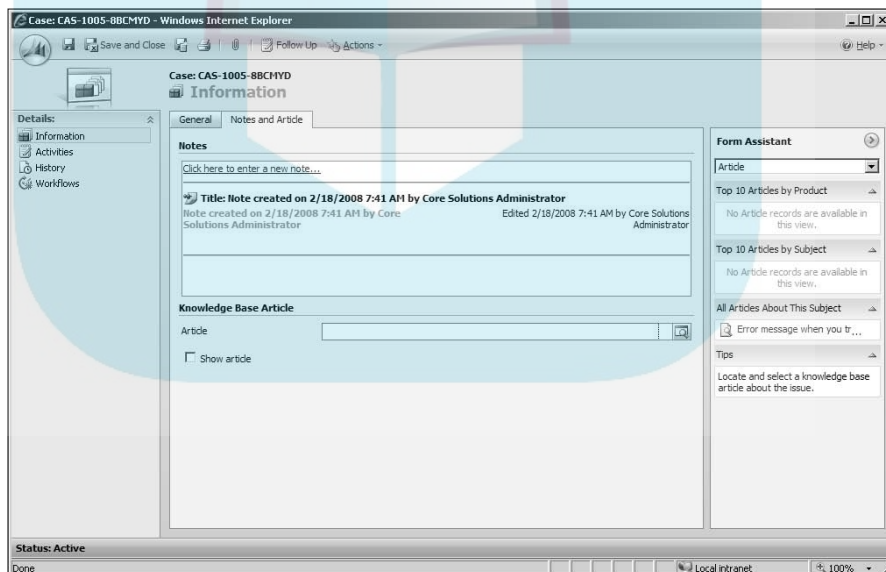 Case: CAS-1005-8BCMYD - Windows Internet Explorer
Save and Close
Follow Up
Actions
Help
Case: CAS-1005-8BCMYD
Information
Details:
Information
Activities
History
Workflows
General
Notes and Article
Notes
Click here to enter a new note...
Title: Note created on 2/18/2008 7:41 AM by Core Solutions Administrator
Note created on 2/18/2008 7:41 AM by Core
Solutions Administrator
Edited 2/18/2008 7:41 AM by Core Solutions
Administrator
Knowledge Base Article
Article
Show article
Form Assistant
Article
Top 10 Articles by Product
No Article records are available in
this view.
Top 10 Articles by Subject
No Article records are available in
this view.
All Articles About This Subject
Error message when you tr...
Tips
Locate and select a knowledge base
article about the issue.
Status: Active
Done
Local intranet
100%